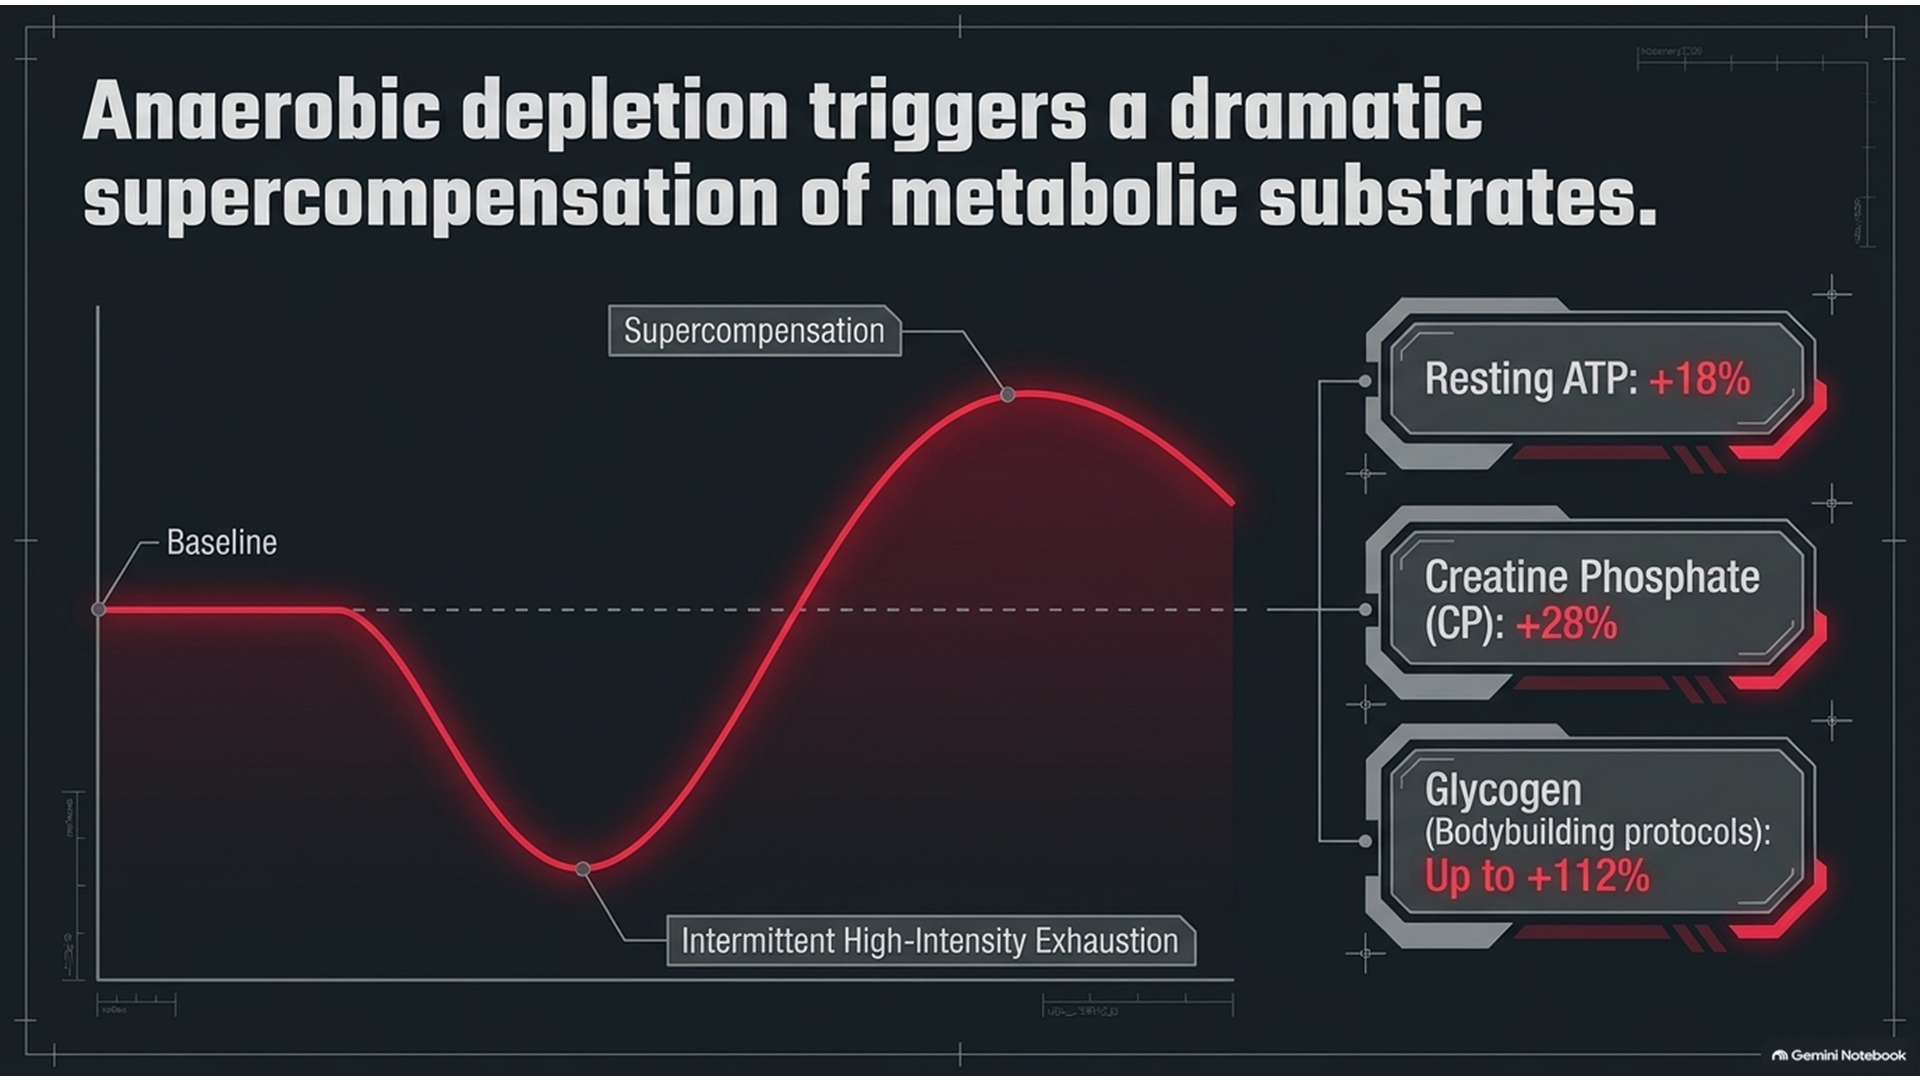 Anaerobic depletion triggers a dramatic
supercompensation of metabolic substrates.
Supercompensation
Baseline
Intermittent High-Intensity Exhaustion
Resting ATP: +18%
Creatine Phosphate
(CP): +28%
Glycogen
(Bodybuilding protocols):
Up to +112%
Gemini Notebook